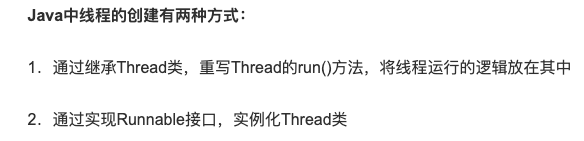 Java中线程的创建有两种方式：
1．通过继承Thread类，重写Thread的run()方法，将线程运行的逻辑放在其中
2．通过实现Runnable接口，实例化Thread类